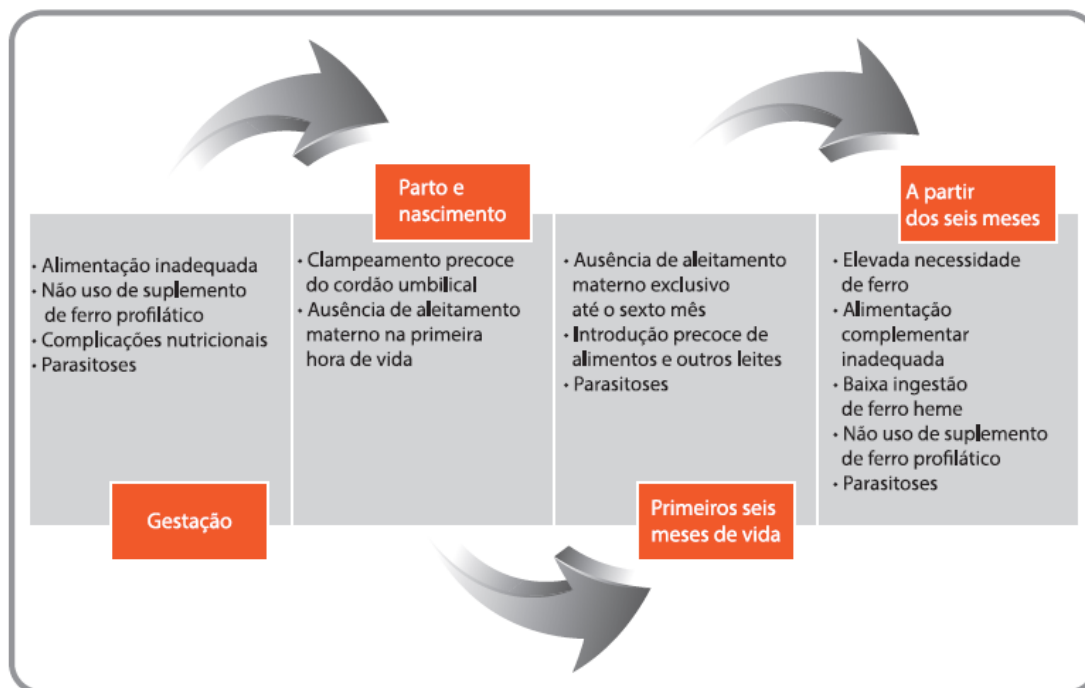 Gestação
• Alimentação inadequada
• Não uso de suplemento
de ferro profilático
• Complicações nutricionais
• Parasitoses
Parto e
nascimento
• Clampeamento precoce
do cordão umbilical
• Ausência de aleitamento
materno na primeira
hora de vida
Primeiros seis
meses de vida
• Ausência de aleitamento
materno exclusivo
até o sexto mês
• Introdução precoce de
alimentos e outros leites
• Parasitoses
A partir
dos seis meses
• Elevada necessidade
de ferro
• Alimentação
complementar
inadequada
• Baixa ingestão
de ferro heme
• Não uso de suplemento
de ferro profilático
• Parasitoses